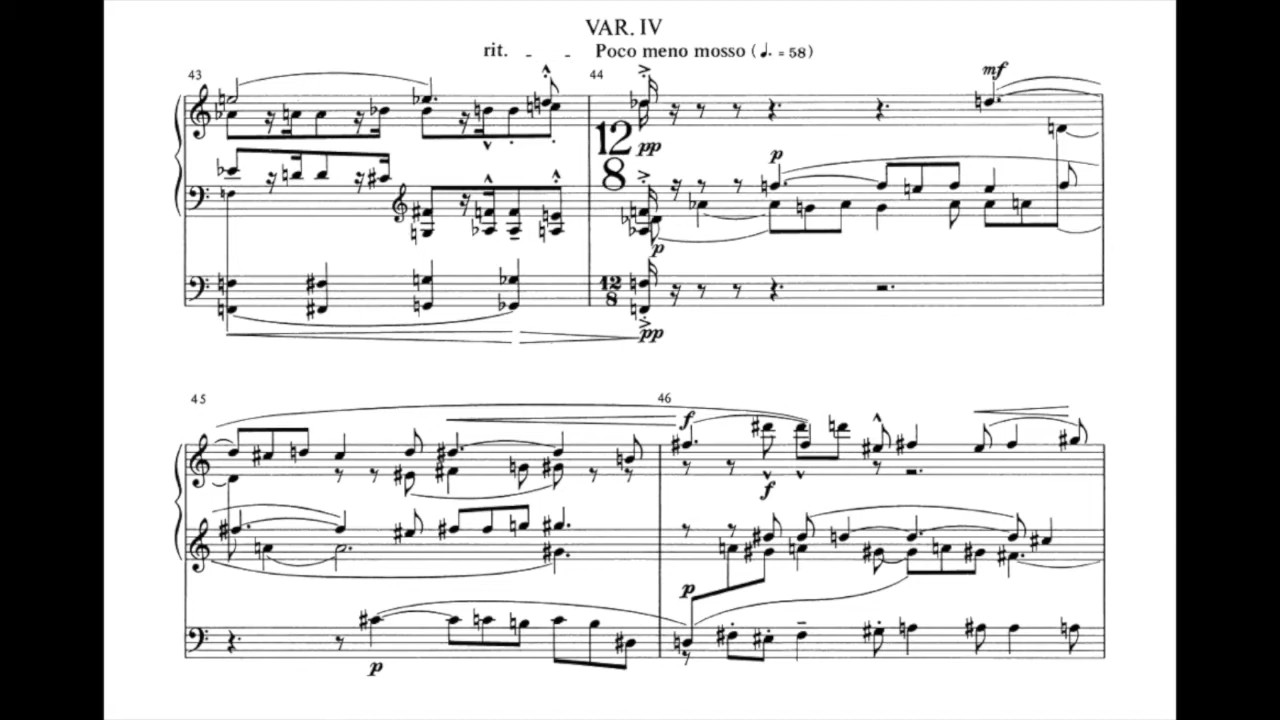 VAR. IV
rit. - - Poco meno mosso (♩. = 58)
43
44
mf
12
8
pp
p
p
12
8
pp
45
46
f
f
p
p